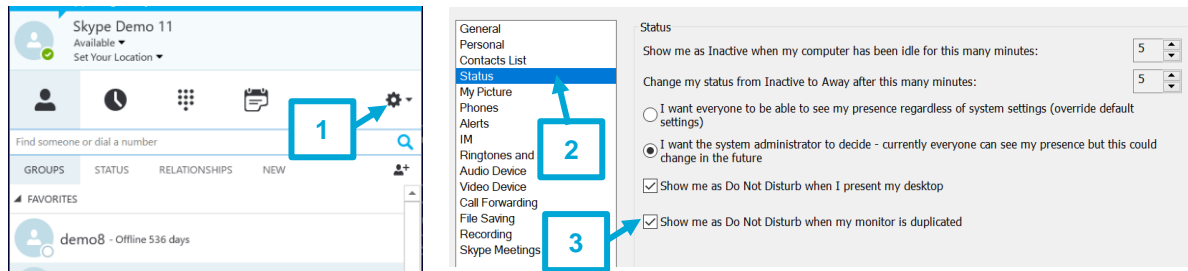 Skype Demo 11
Available
Set Your Location
1
Find someone or dial a number
GROUPS STATUS RELATIONSHIPS NEW
FAVORITES
demo8 - Offline 536 days
General
Personal
Contacts List
Status
My Picture
Phones
Alerts
IM
Ringtones and
Audio Device
Video Device
Call Forwarding
File Saving
Recording
Skype Meetings
2
3
Status
Show me as Inactive when my computer has been idle for this many minutes: 5
Change my status from Inactive to Away after this many minutes: 5
I want everyone to be able to see my presence regardless of system settings (override default
settings)
I want the system administrator to decide - currently everyone can see my presence but this could
change in the future
Show me as Do Not Disturb when I present my desktop
Show me as Do Not Disturb when my monitor is duplicated